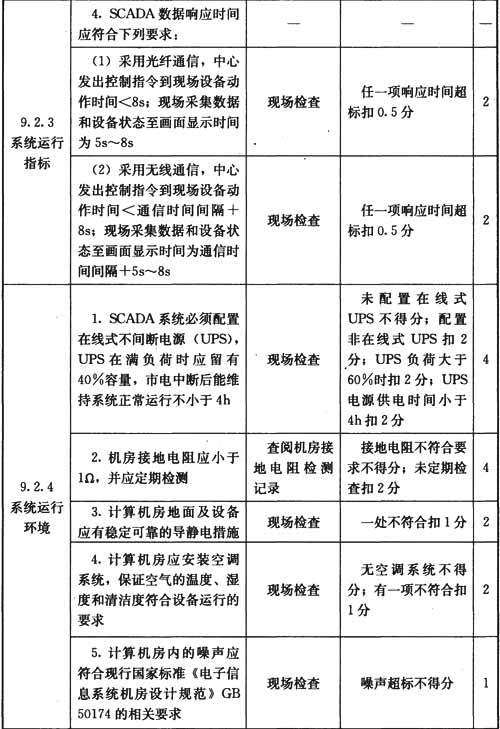 4. SCADA 数据响应时间
应符合下列要求：
—
—
—
9.2.3
系统运行
指标
（1）采用光纤通信，中心
发出控制指令到现场设备动
作时间＜8s；现场采集数据
和设备状态至画面显示时间
为 5s～8s
现场检查
任一项响应时间超
标扣 0.5 分
2
（2）采用无线通信，中心
发出控制指令到现场设备动
作时间＜通信时间间隔＋
8s；现场采集数据和设备状
态至画面显示时间为通信时
间间隔＋5s～8s
现场检查
任一项响应时间超
标扣 0.5 分
2
9.2.4
系统运行
环境
1. SCADA 系统必须配置
在线式不间断电源（UPS），
UPS 在满负荷时应留有
40％容量，市电中断后能维
持系统正常运行不小于 4h
现场检查
未配置在线式
UPS 不得分；配置
非在线式 UPS 扣 2
分；UPS 负荷大于
60％时扣 2 分；UPS
电源供电时间小于
4h 扣 2 分
4
2. 机房接地电阻应小于
1Ω，并应定期检测
查阅机房接
地电阻检测
记录
接地电阻不符合要
求不得分；未定期检
查扣 2 分
4
3. 计算机房地面及设备
应有稳定可靠的导静电措施
现场检查
一处不符合扣 1 分
2
4. 计算机房应安装空调
系统，保证空气的温度、湿
度和清洁度符合设备运行的
要求
现场检查
无空调系统不得
分；有一项不符合扣
1 分
2
5. 计算机房内的噪声应
符合现行国家标准《电子信
息系统机房设计规范》GB
50174 的相关要求
现场检查
噪声超标不得分
1